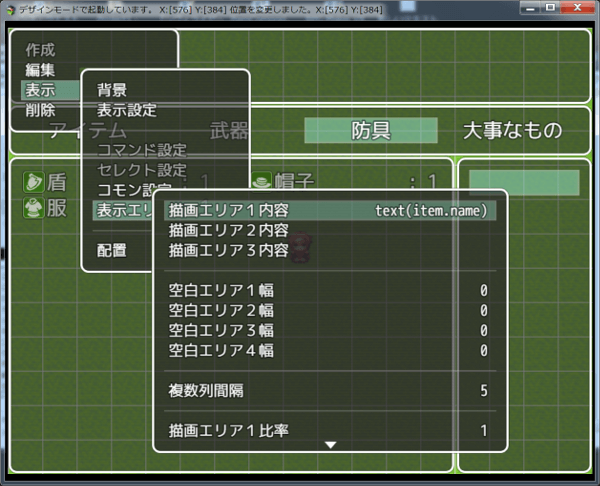 デザインモードで起動しています。 X:[576] Y:[384] 位置を変更しました。X:[576] Y:[384]
作成
編集
表示
削除
アイテム 武器 防具 大事なもの
背景
表示設定
コマンド設定
セレクト設定
コモン設定
表示エリ
配置
盾 : 1 帽子 : 1
服
描画エリア１内容 text(item.name)
描画エリア２内容
描画エリア３内容
空白エリア１幅 0
空白エリア２幅 0
空白エリア３幅 0
空白エリア４幅 0
複数列間隔 5
描画エリア１比率 1